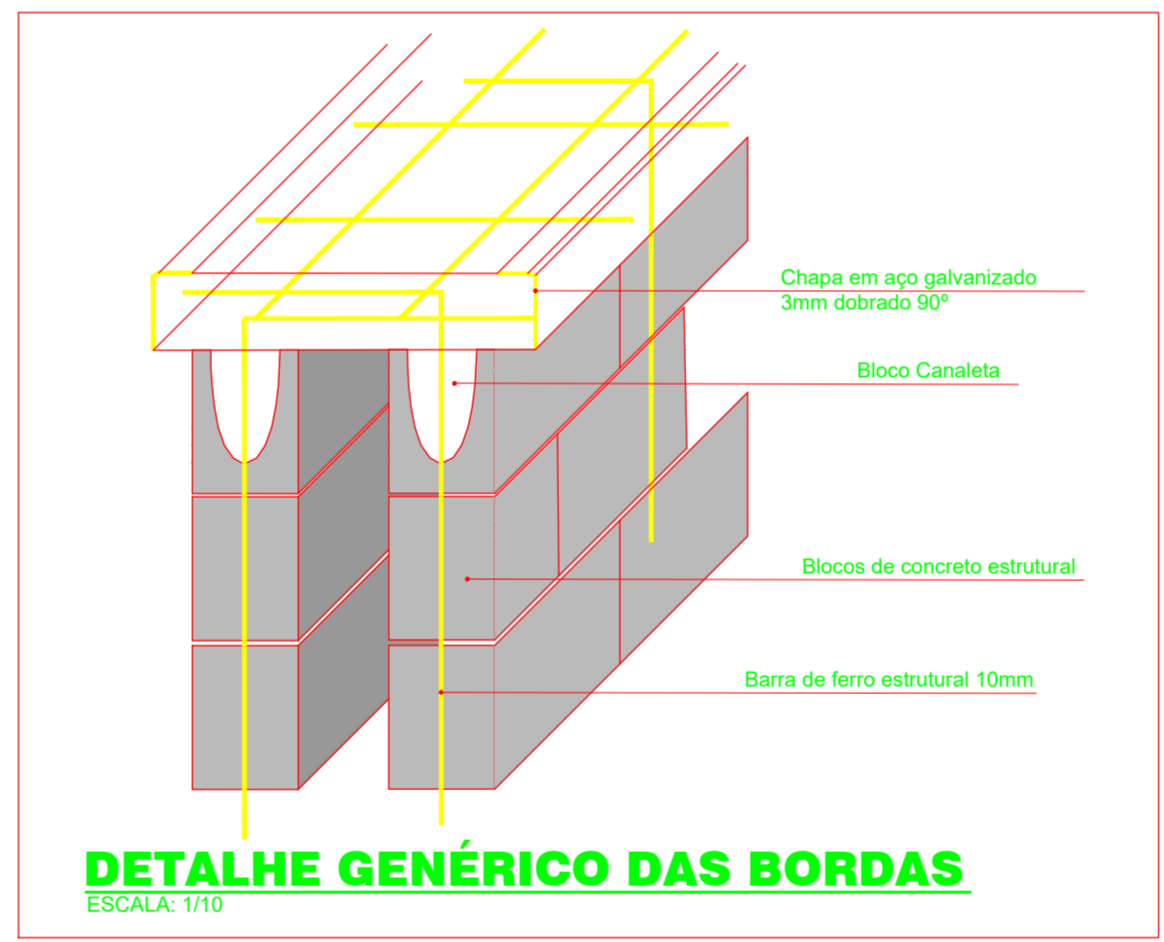 Chapa em aço galvanizado
3mm dobrado 90º
Bloco Canaleta
Blocos de concreto estrutural
Barra de ferro estrutural 10mm
DETALHE GENÉRICO DAS BORDAS
ESCALA: 1/10